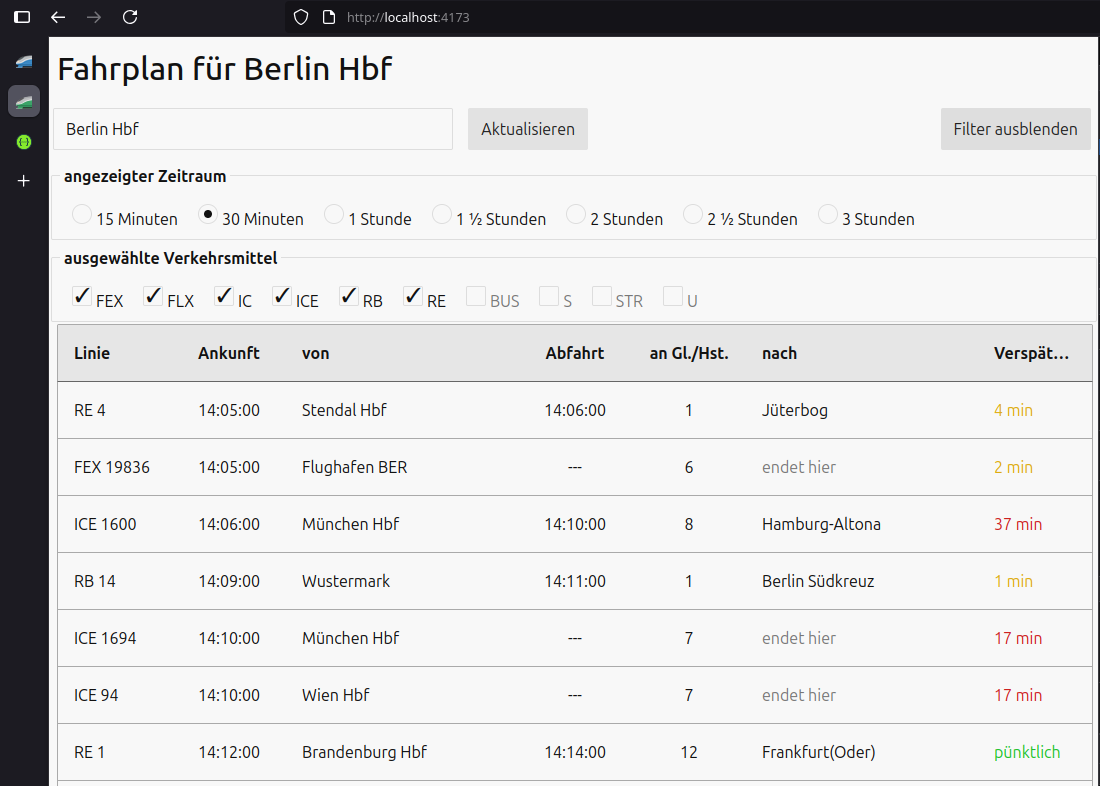 http://localhost:4173
Fahrplan für Berlin Hbf
Berlin Hbf Aktualisieren Filter ausblenden
angezeigter Zeitraum
15 Minuten 30 Minuten 1 Stunde 1 ½ Stunden 2 Stunden 2 ½ Stunden 3 Stunden
ausgewählte Verkehrsmittel
FEX FLX IC ICE RB RE BUS S STR U
Linie Ankunft von Abfahrt an Gl./Hst. nach Verspät...
RE 4 14:05:00 Stendal Hbf 14:06:00 1 Jüterbog 4 min
FEX 19836 14:05:00 Flughafen BER --- 6 endet hier 2 min
ICE 1600 14:06:00 München Hbf 14:10:00 8 Hamburg-Altona 37 min
RB 14 14:09:00 Wustermark 14:11:00 1 Berlin Südkreuz 1 min
ICE 1694 14:10:00 München Hbf --- 7 endet hier 17 min
ICE 94 14:10:00 Wien Hbf --- 7 endet hier 17 min
RE 1 14:12:00 Brandenburg Hbf 14:14:00 12 Frankfurt(Oder) pünktlich